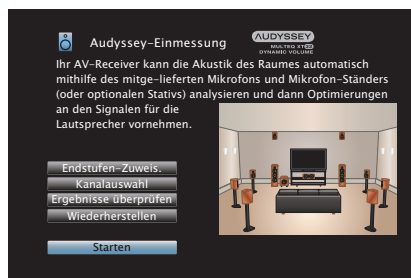 Audyssey-Einmessung
AUDYSSEY
MULTEQ XT32
DYNAMIC VOLUME
Ihr AV-Receiver kann die Akustik des Raumes automatisch
mithilfe des mitge-lieferten Mikrofons und Mikrofon-Ständers
(oder optionalen Stativs) analysieren und dann Optimierungen
an den Signalen für die
Lautsprecher vornehmen.
Endstufen-Zuweis.
Kanalauswahl
Ergebnisse überprüfen
Wiederherstellen
Starten